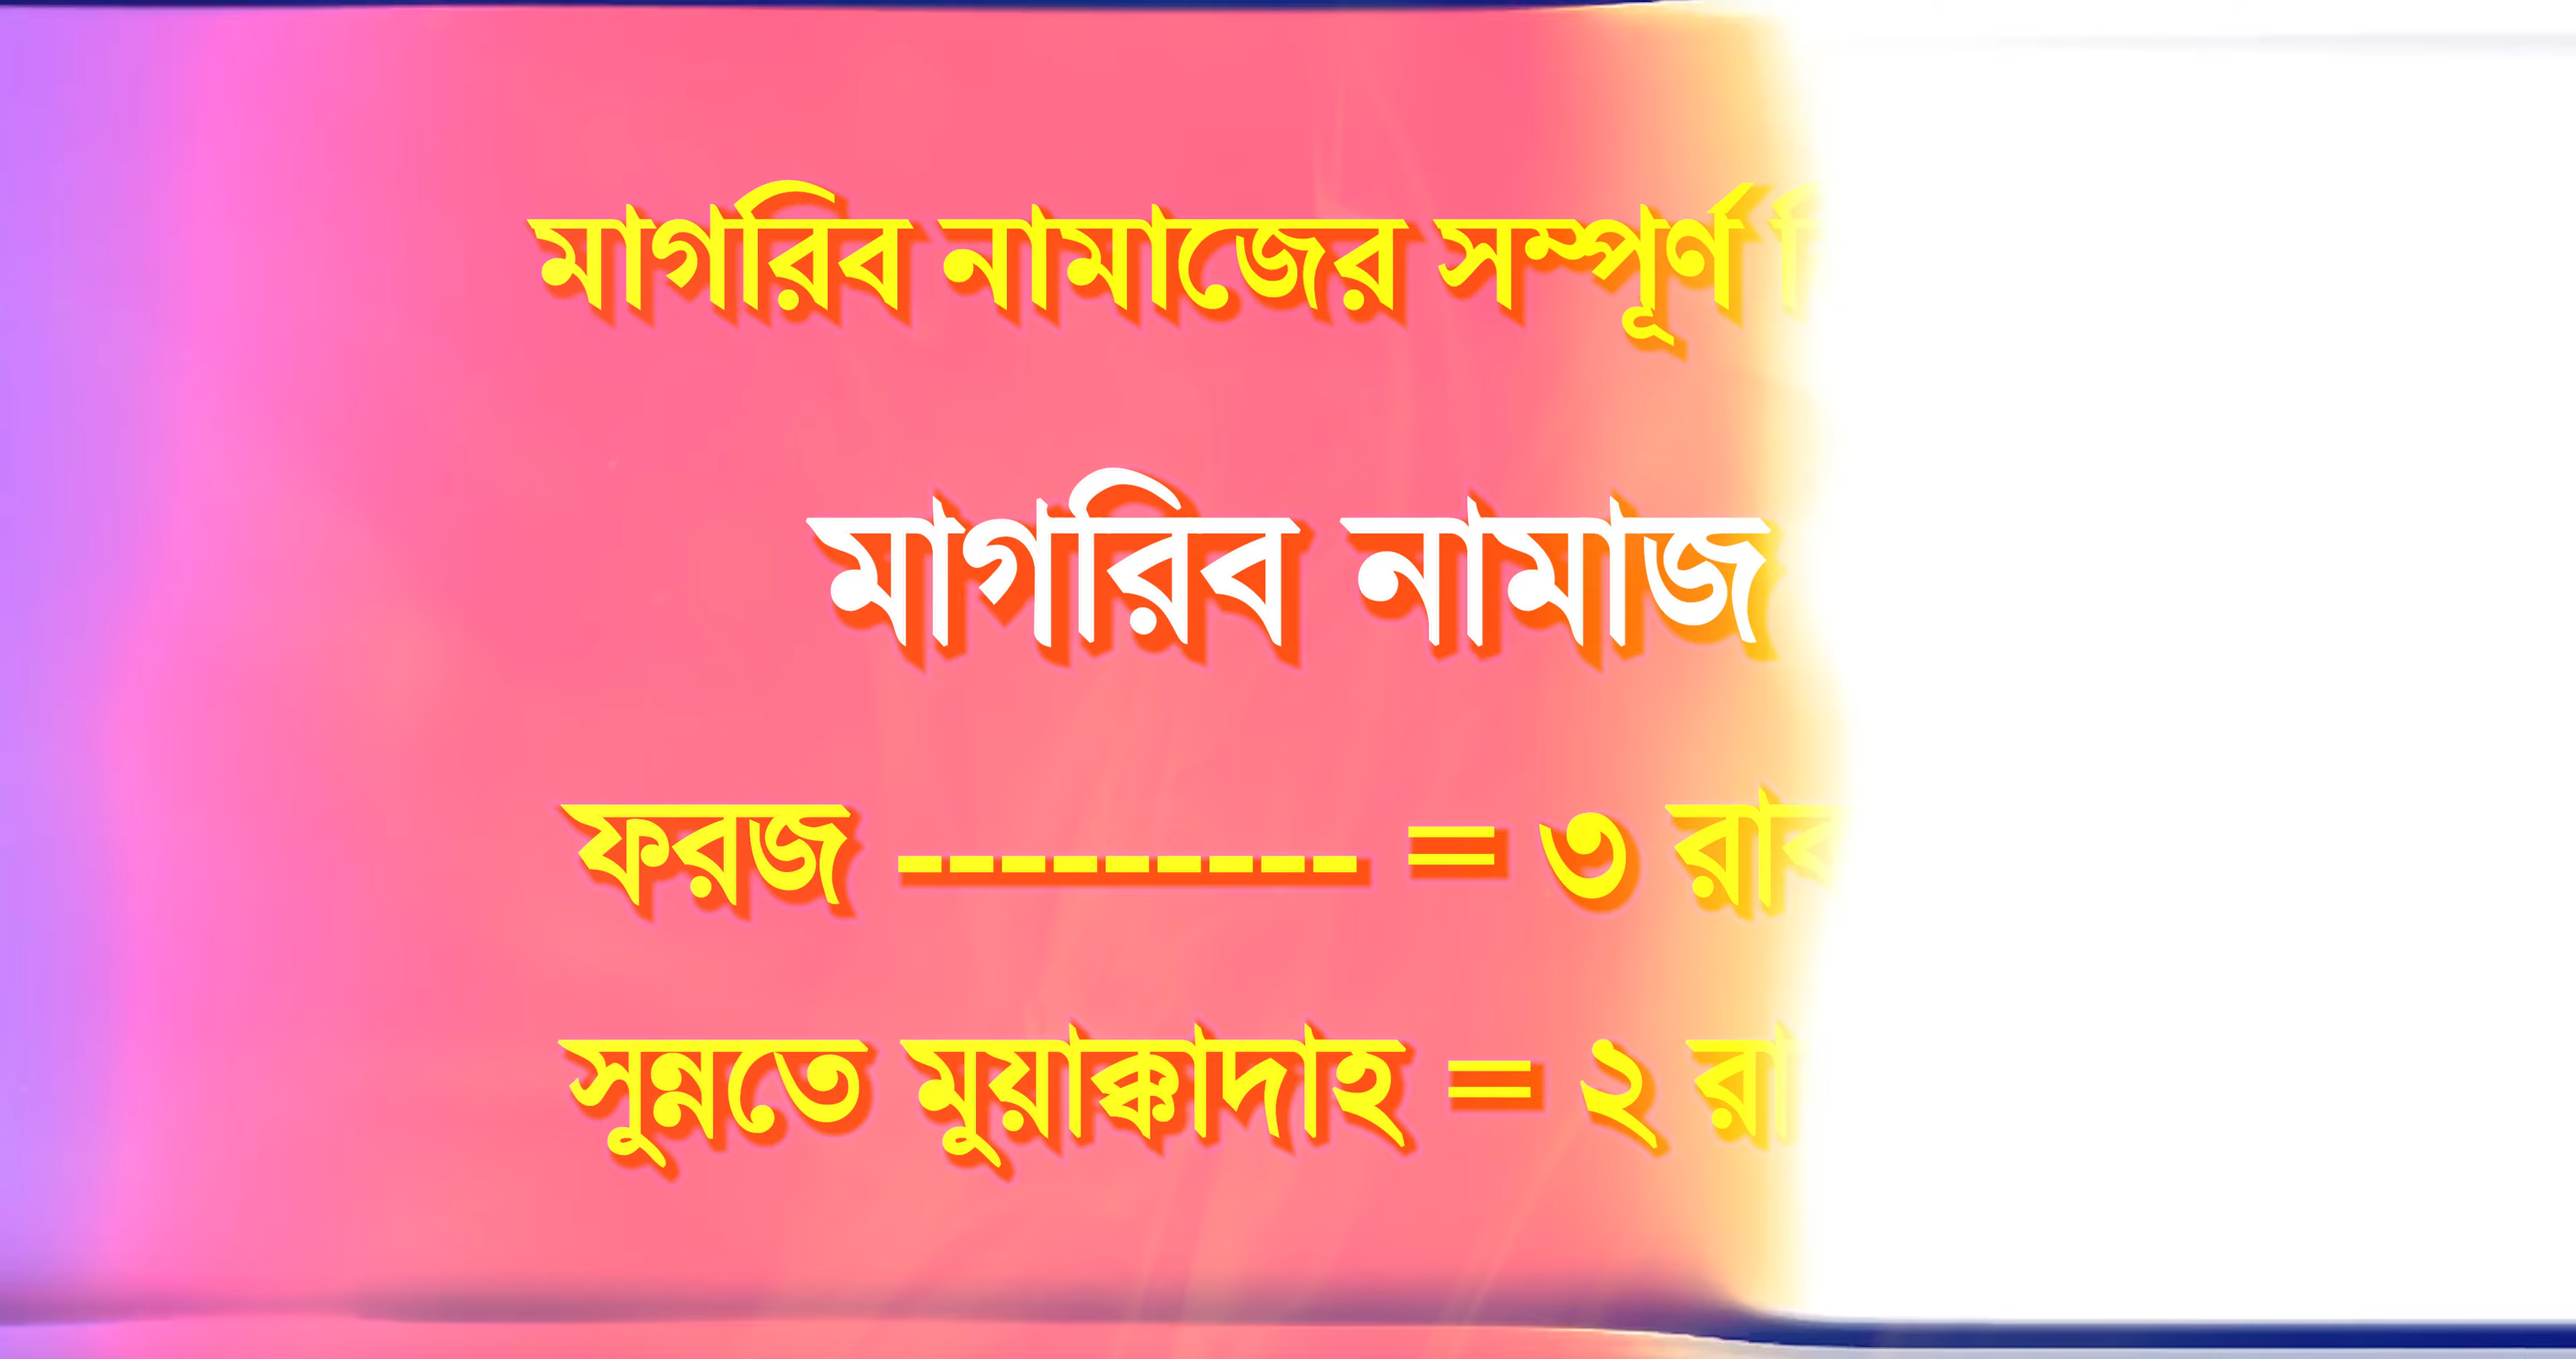 মাগরিব নামাজের সম্পূর্ণ
মাগরিব নামাজ
ফরজ --------- = ৩
সুন্নতে মুয়াক্কাদাহ = ২